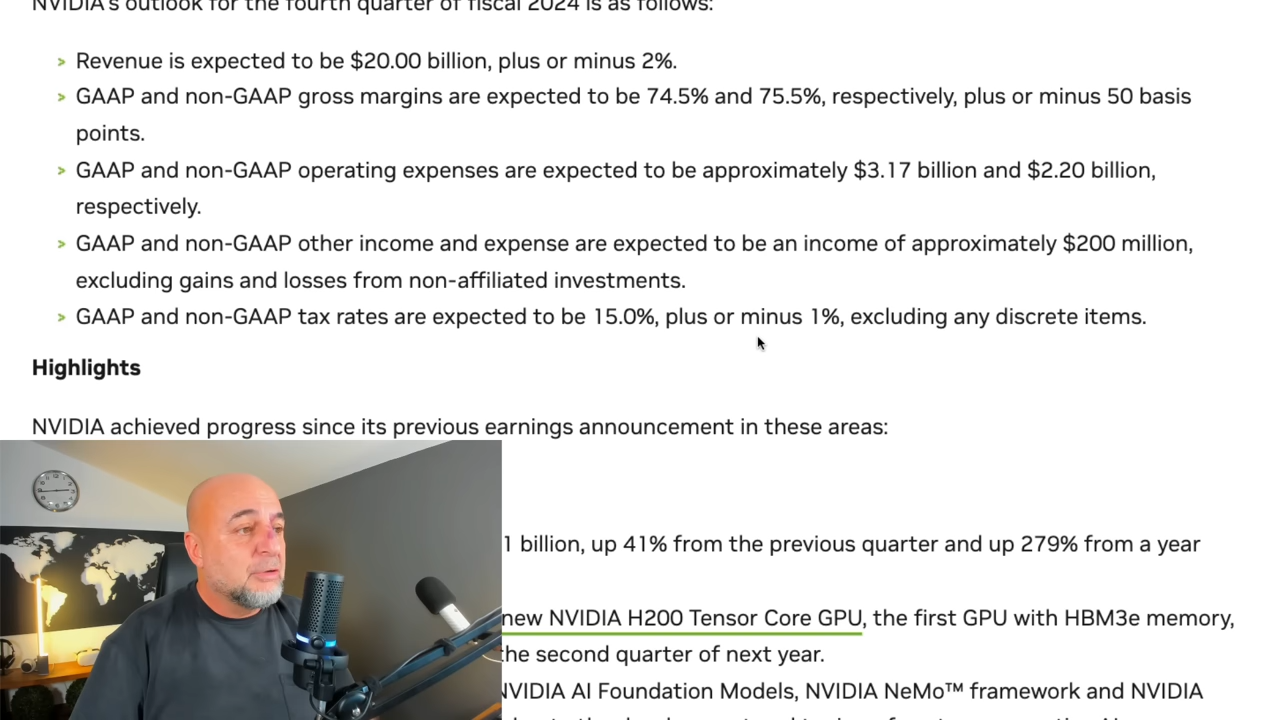 NVIDIA's outlook for the fourth quarter of fiscal 2024 is as follows:
> Revenue is expected to be $20.00 billion, plus or minus 2%.
> GAAP and non-GAAP gross margins are expected to be 74.5% and 75.5%, respectively, plus or minus 50 basis
points.
> GAAP and non-GAAP operating expenses are expected to be approximately $3.17 billion and $2.20 billion,
respectively.
> GAAP and non-GAAP other income and expense are expected to be an income of approximately $200 million,
excluding gains and losses from non-affiliated investments.
> GAAP and non-GAAP tax rates are expected to be 15.0%, plus or minus 1%, excluding any discrete items.
Highlights
NVIDIA achieved progress since its previous earnings announcement in these areas:
1 billion, up 41% from the previous quarter and up 279% from a year
new NVIDIA H200 Tensor Core GPU, the first GPU with HBM3e memory,
the second quarter of next year.
NVIDIA AI Foundation Models, NVIDIA NeMo™ framework and NVIDIA